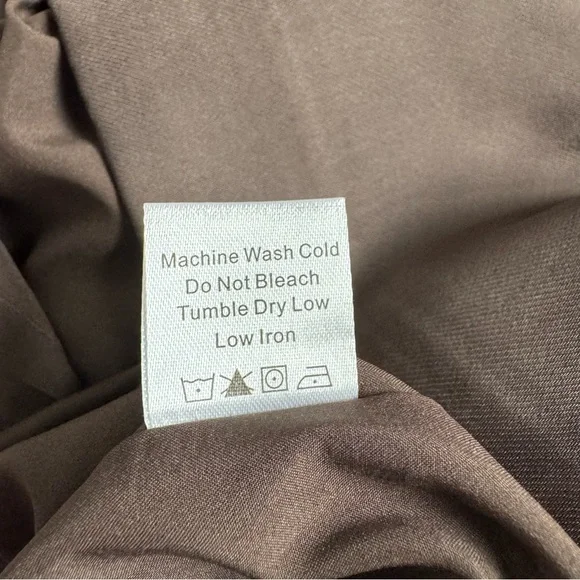 Machine Wash Cold
Do Not Bleach
Tumble Dry Low
Low Iron